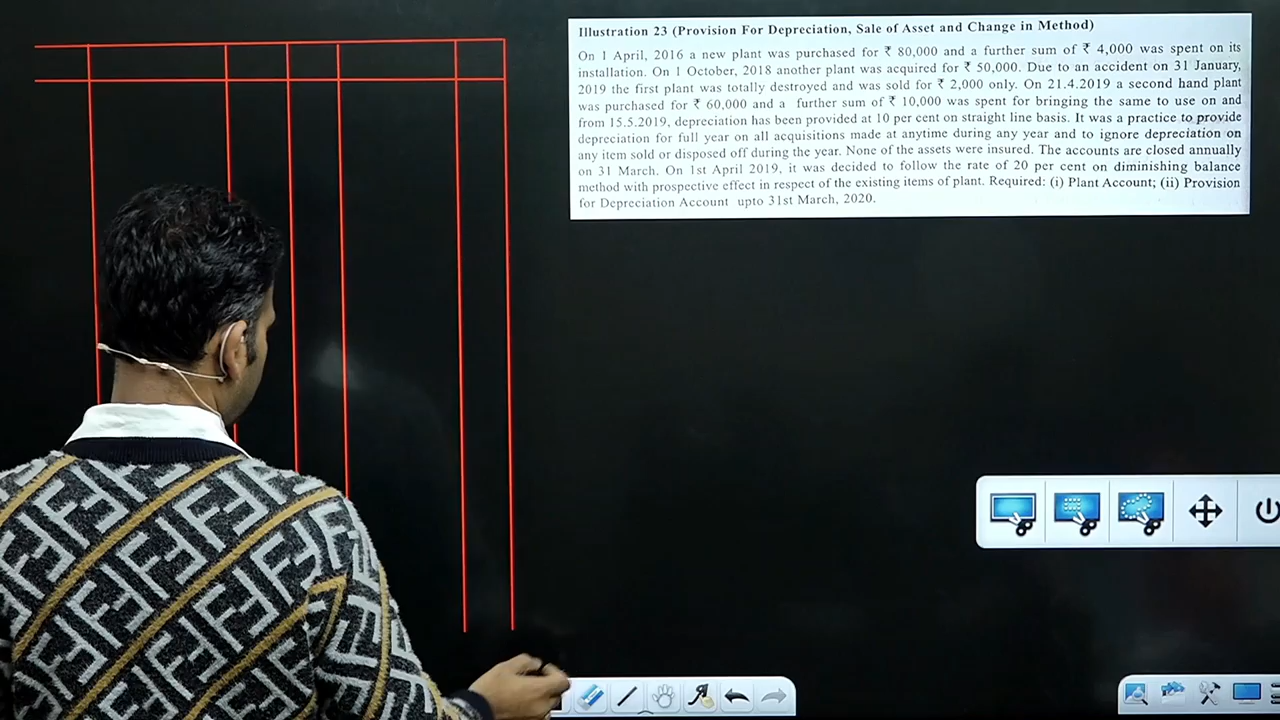 Illustration 23 (Provision For Depreciation, Sale of Asset and Change in Method)
On 1 April, 2016 a new plant was purchased for ₹ 80,000 and a further sum of ₹ 4,000 was spent on its
installation. On 1 October, 2018 another plant was acquired for ₹ 50,000. Due to an accident on 31 January,
2019 the first plant was totally destroyed and was sold for ₹ 2,000 only. On 21.4.2019 a second hand plant
was purchased for ₹ 60,000 and a further sum of ₹ 10,000 was spent for bringing the same to use on and
from 15.5.2019, depreciation has been provided at 10 per cent on straight line basis. It was a practice to provide
depreciation for full year on all acquisitions made at anytime during any year and to ignore depreciation on
any item sold or disposed off during the year. None of the assets were insured. The accounts are closed annually
on 31 March. On 1st April 2019, it was decided to follow the rate of 20 per cent on diminishing balance
method with prospective effect in respect of the existing items of plant. Required: (i) Plant Account; (ii) Provision
for Depreciation Account upto 31st March, 2020.